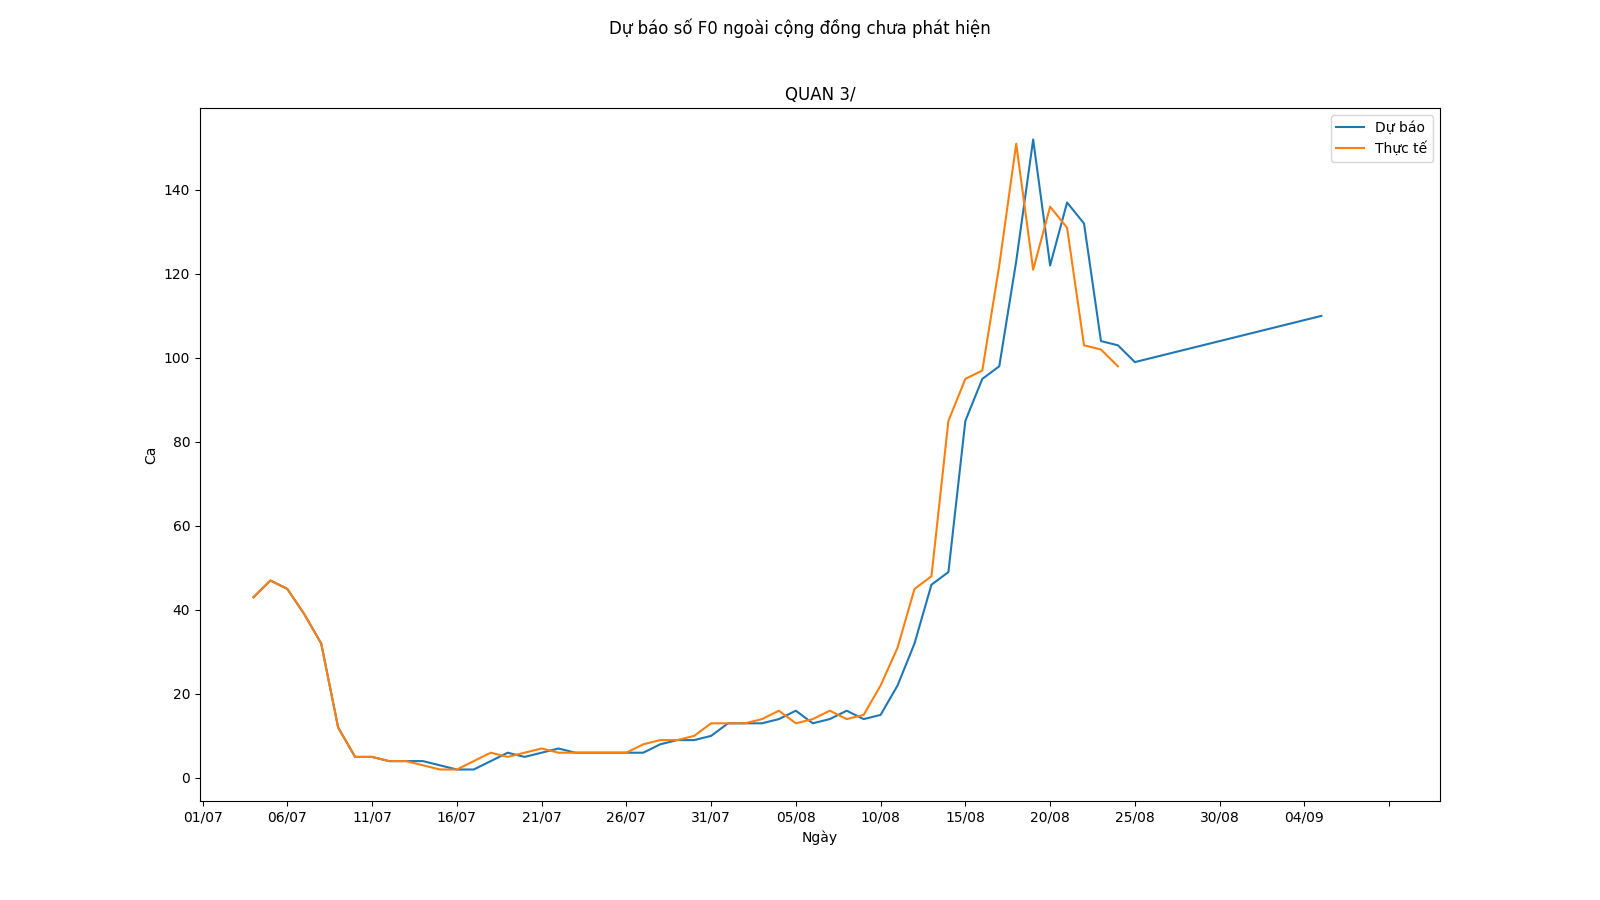 Dự báo số F0 ngoài cộng đồng chưa phát hiện
QUAN 3/
Dự báo
Thực tế
140
120
100
80
60
40
20
0
Ca
01/07 06/07 11/07 16/07 21/07 26/07 31/07 05/08 10/08 15/08 20/08 25/08 30/08 04/09
Ngày